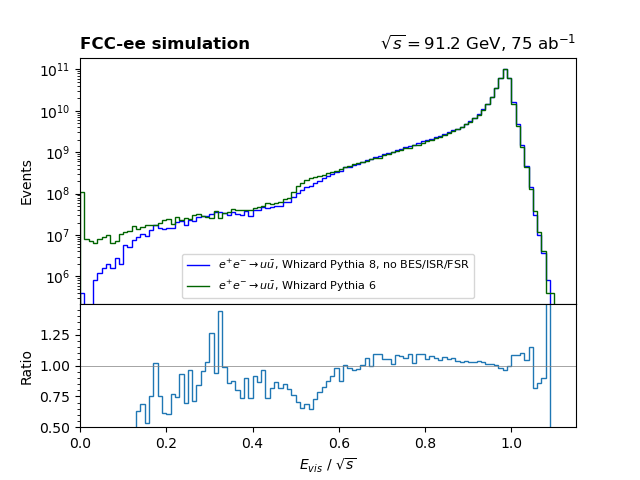 FCC-ee simulation
√s = 91.2 GeV, 75 ab⁻¹
10¹¹
10¹⁰
10⁹
10⁸
10⁷
10⁶
Events
e⁺e⁻ → uū, Whizard Pythia 8, no BES/ISR/FSR
e⁺e⁻ → uū, Whizard Pythia 6
1.25
1.00
0.75
0.50
Ratio
0.0 0.2 0.4 0.6 0.8 1.0
E_vis / √s